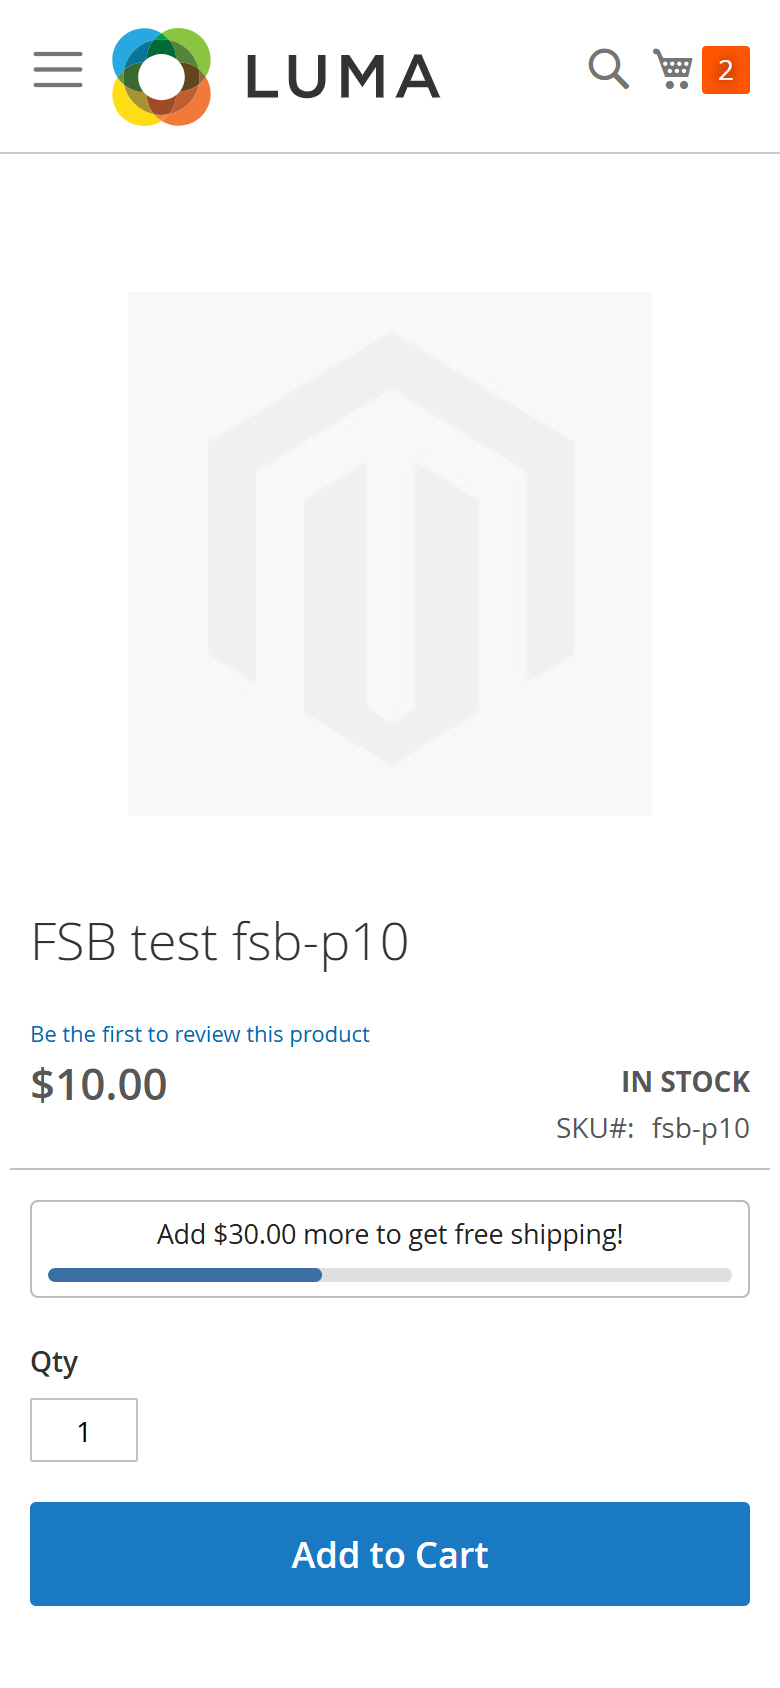 LUMA
2
FSB test fsb-p10
Be the first to review this product
$10.00
IN STOCK
SKU#: fsb-p10
Add $30.00 more to get free shipping!
Qty
1
Add to Cart